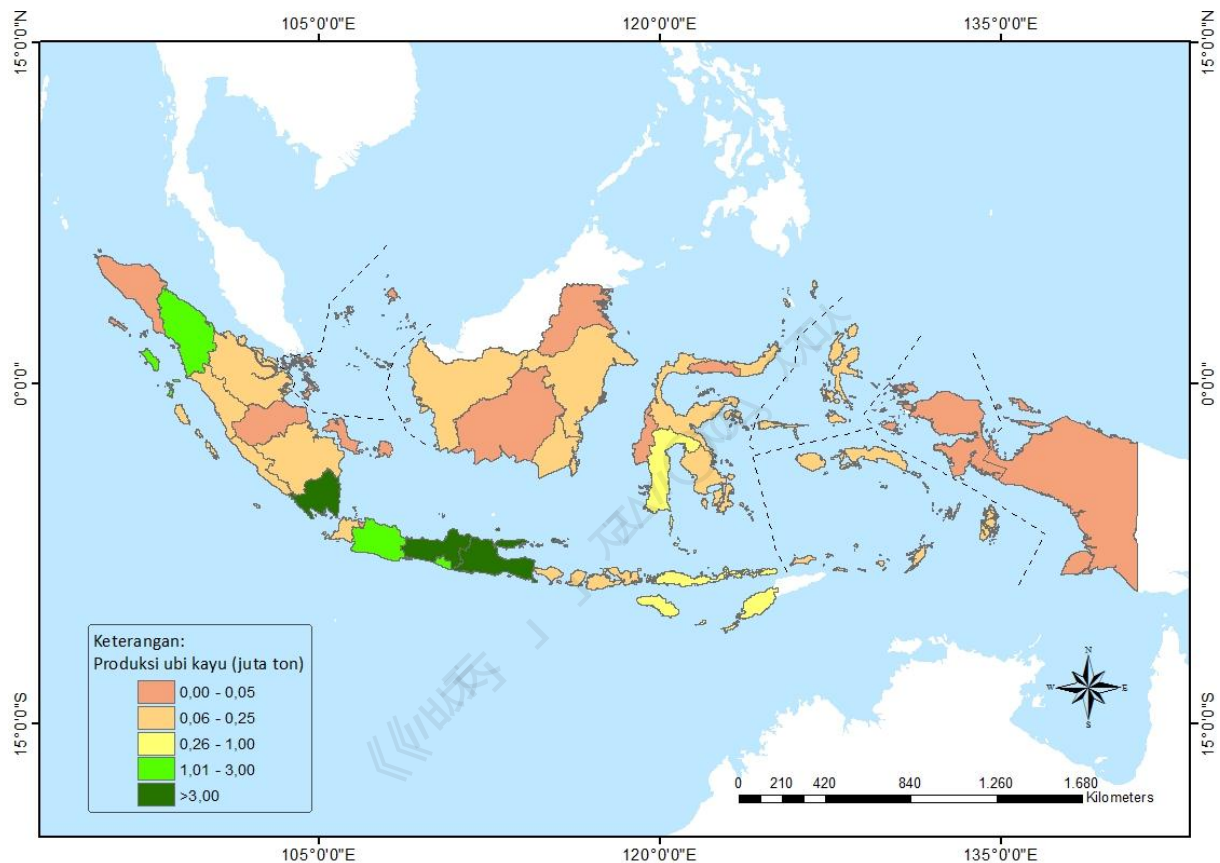 105°0'0"E 120°0'0"E 135°0'0"E
15°0'0"N 15°0'0"N
0°0'0" 0°0'0"
15°0'0"S 15°0'0"S
Keterangan:
Produksi ubi kayu (juta ton)
0,00 - 0,05
0,06 - 0,25
0,26 - 1,00
1,01 - 3,00
>3,00
N
W E
S
0 210 420 840 1.260 1.680
Kilometers
105°0'0"E 120°0'0"E 135°0'0"E